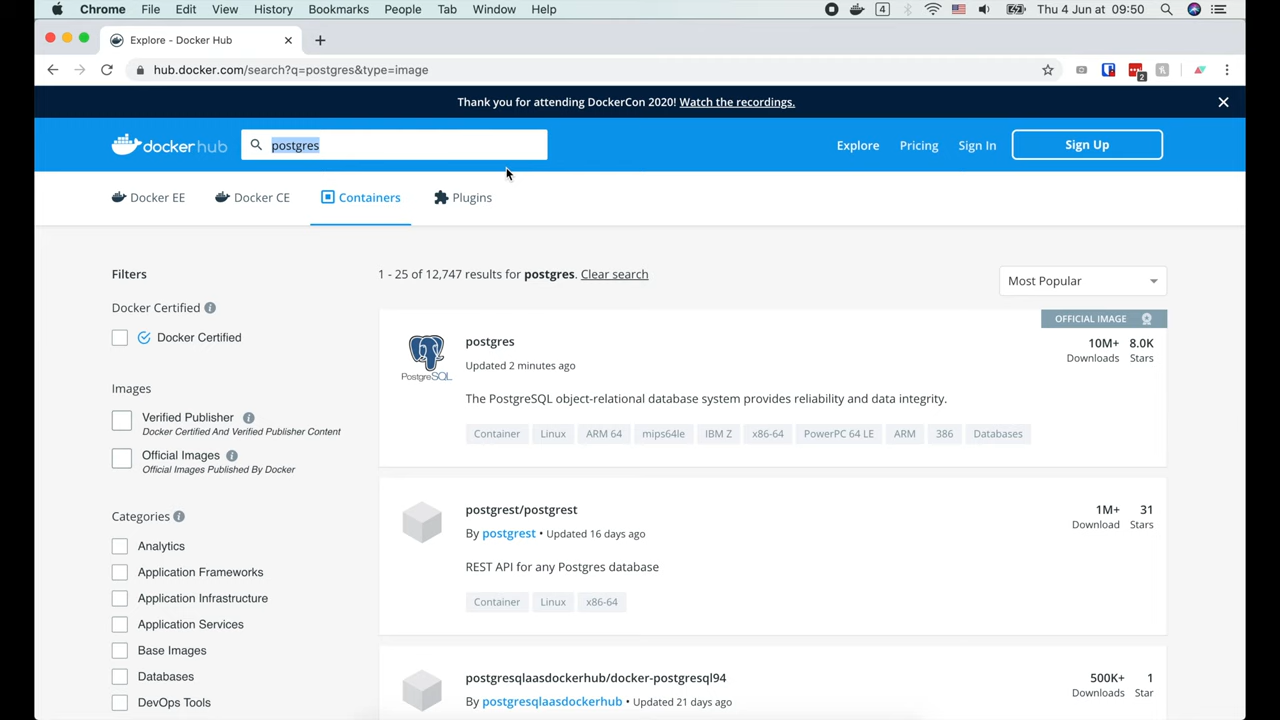 Chrome File Edit View History Bookmarks People Tab Window Help 4 Thu 4 Jun at 09:50
Explore - Docker Hub
hub.docker.com/search?q=postgres&type=image 2
Thank you for attending DockerCon 2020! Watch the recordings.
dockerhub postgres Explore Pricing Sign In Sign Up
Docker EE Docker CE Containers Plugins
Filters
Docker Certified
Docker Certified
Images
Verified Publisher
Docker Certified And Verified Publisher Content
Official Images
Official Images Published By Docker
Categories
Analytics
Application Frameworks
Application Infrastructure
Application Services
Base Images
Databases
DevOps Tools
1 - 25 of 12,747 results for postgres. Clear search
Most Popular
OFFICIAL IMAGE
PostgreSQL
postgres
Updated 2 minutes ago
10M+ 8.0K
Downloads Stars
The PostgreSQL object-relational database system provides reliability and data integrity.
Container Linux ARM 64 mips64le IBM Z x86-64 PowerPC 64 LE ARM 386 Databases
postgrest/postgrest
By postgrest • Updated 16 days ago
1M+ 31
Download Stars
REST API for any Postgres database
Container Linux x86-64
postgresqlaasdockerhub/docker-postgresql94
By postgresqlaasdockerhub • Updated 21 days ago
500K+ 1
Downloads Star